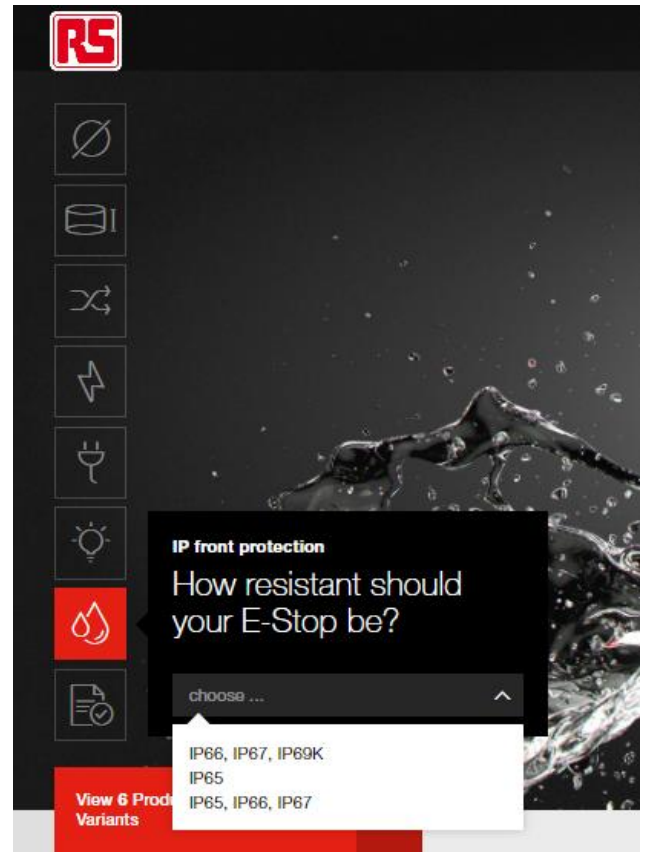 RS
IP front protection
How resistant should
your E-Stop be?
choose ...
IP66, IP67, IP69K
IP65
IP65, IP66, IP67
View 6
Variants